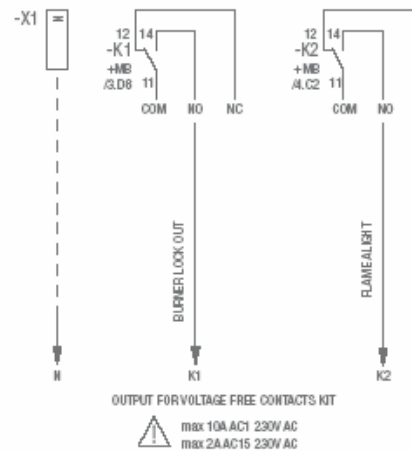 -X1
12 14
-K1
+MB
/3.D8 11
COM NO NC
12 14
-K2
+MB
/4.C2 11
COM NO
BURNER LOCK OUT
FLAME ALIGHT
N K1 K2
OUTPUT FOR VOLTAGE FREE CONTACTS KIT
max 10A AC1 230V AC
max 2A AC15 230V AC